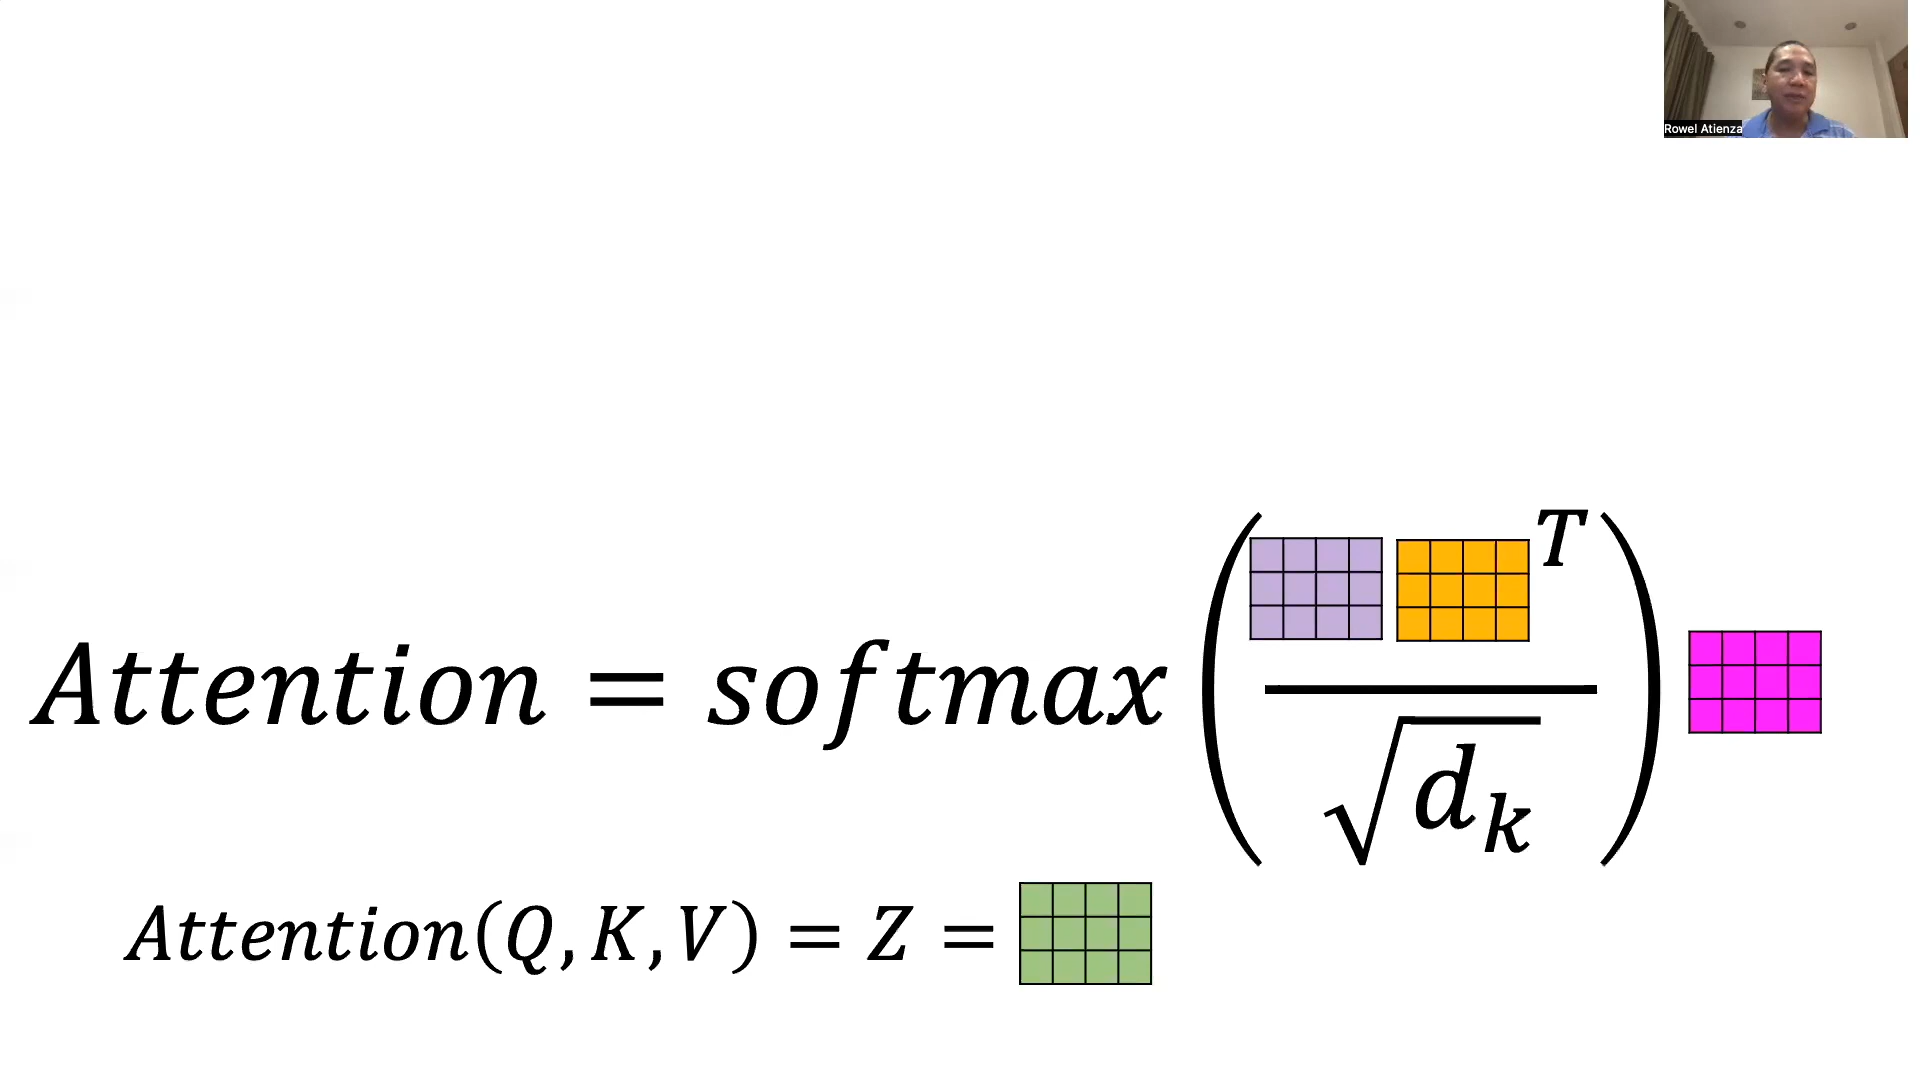 Rowel Atienza
Attention = softmax( T / √d_k )
Attention(Q, K, V) = Z =